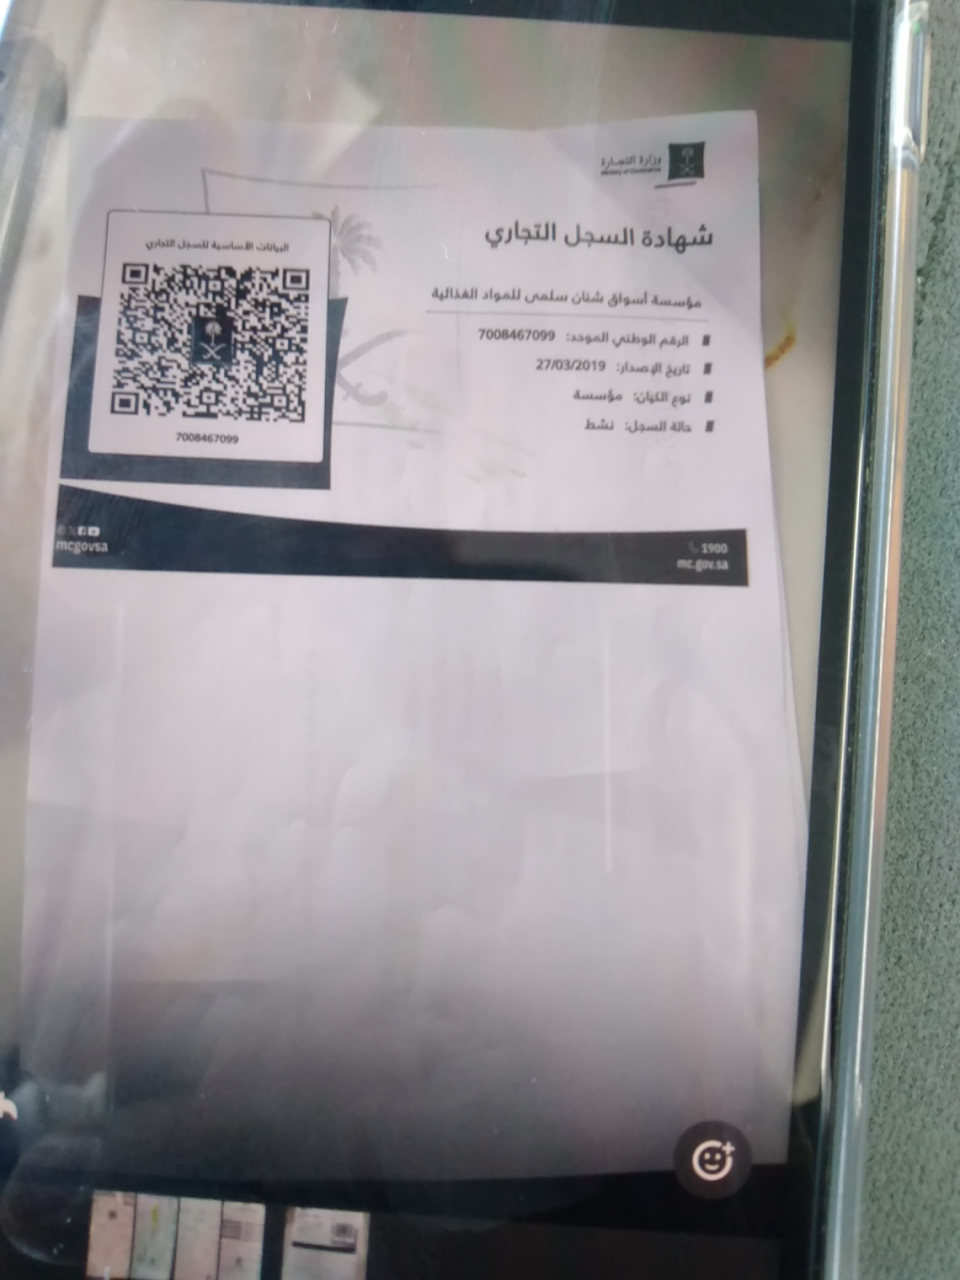 وزارة التجارة
Ministry of Commerce
شهادة السجل التجاري
مؤسسة أسواق شنان سلمى للمواد الغذائية
الرقم الوطني الموحد: 7008467099
تاريخ الإصدار: 27/03/2019
نوع الكيان: مؤسسة
حالة السجل: نشط
البيانات الأساسية للسجل التجاري
7008467099
1900
mc.gov.sa
mcgovsa